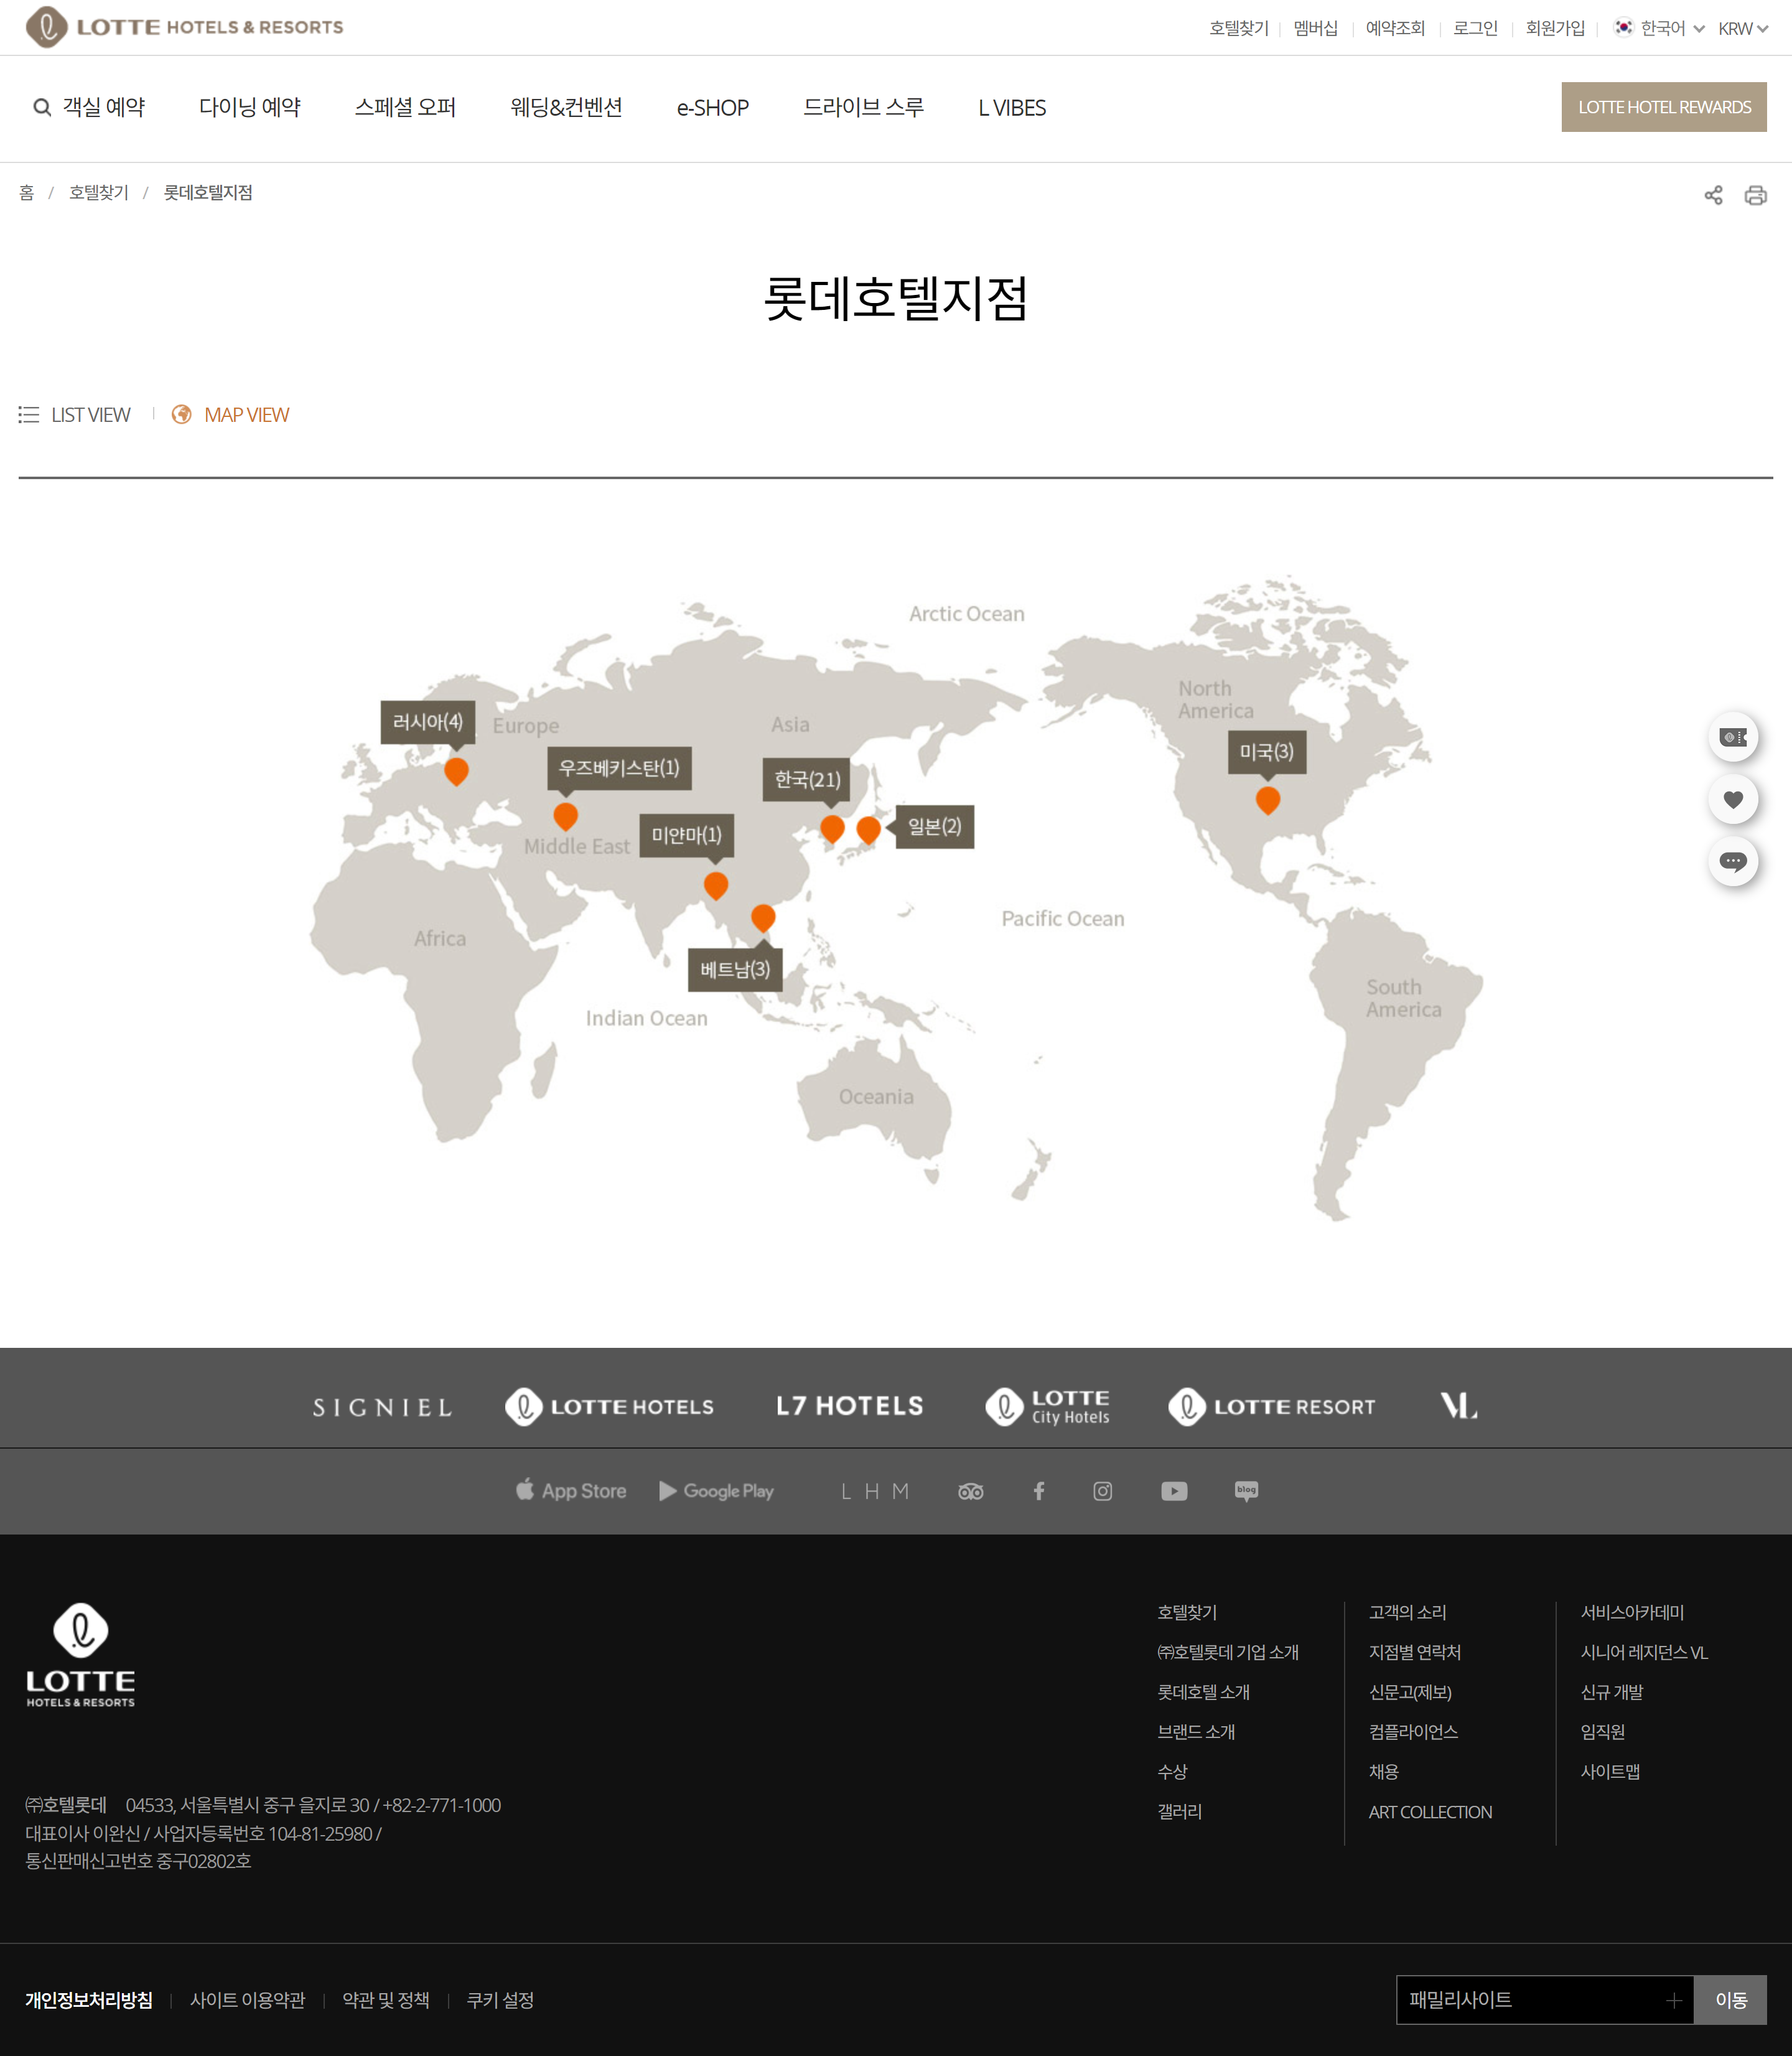 LOTTE HOTELS & RESORTS
호텔찾기 멤버십 예약조회 로그인 회원가입 한국어 KRW
객실 예약 다이닝 예약 스페셜 오퍼 웨딩&컨벤션 e-SHOP 드라이브 스루 L VIBES LOTTE HOTEL REWARDS
홈 / 호텔찾기 / 롯데호텔지점
롯데호텔지점
LIST VIEW MAP VIEW
Arctic Ocean
North
America
러시아(4) Europe Asia
미국(3)
우즈베키스탄(1) 한국(21)
Middle East 미얀마(1) 일본(2)
Pacific Ocean
Africa
베트남(3)
South
America
Indian Ocean
Oceania
SIGNIEL LOTTE HOTELS L7 HOTELS LOTTE City Hotels LOTTE RESORT VL
App Store Google Play L H M blog
LOTTE
HOTELS & RESORTS
호텔찾기
㈜호텔롯데 기업 소개
롯데호텔 소개
브랜드 소개
수상
갤러리
고객의 소리
지점별 연락처
신문고(제보)
컴플라이언스
채용
ART COLLECTION
서비스아카데미
시니어 레지던스 VL
신규 개발
임직원
사이트맵
㈜호텔롯데 04533, 서울특별시 중구 을지로 30 / +82-2-771-1000
대표이사 이완신 / 사업자등록번호 104-81-25980 /
통신판매신고번호 중구02802호
개인정보처리방침 사이트 이용약관 약관 및 정책 쿠키 설정
패밀리사이트 이동